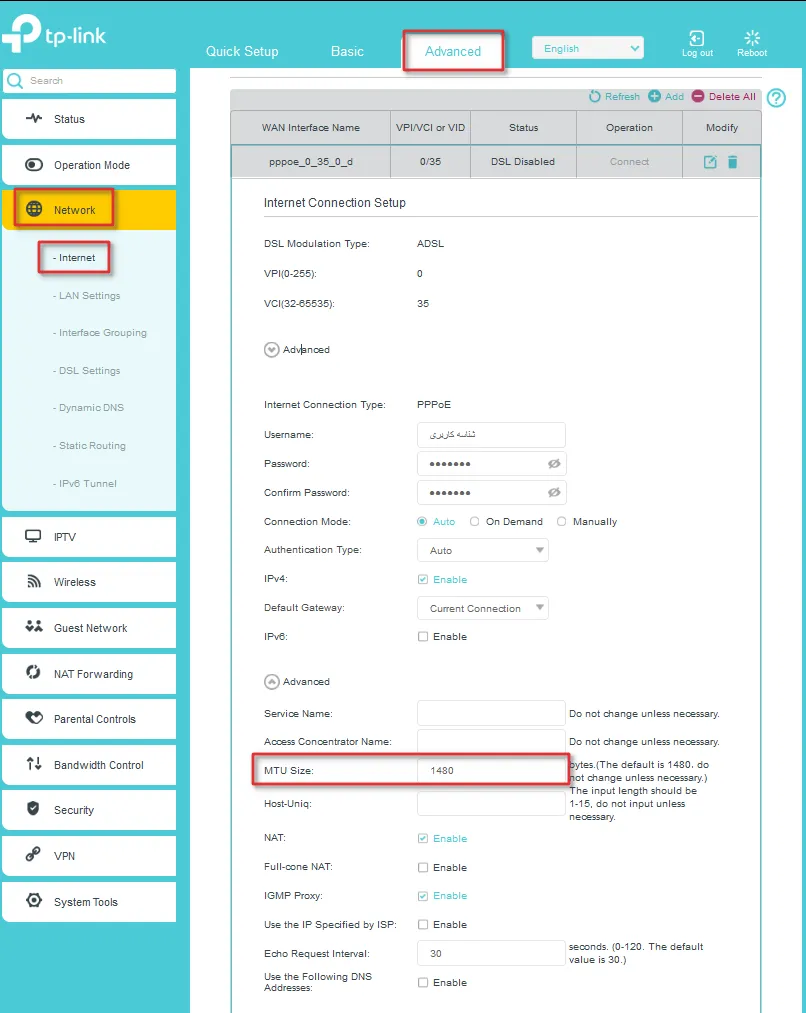 tp-link
Quick Setup
Basic
Advanced
English
Log out
Reboot
Search
Status
Operation Mode
Network
- Internet
- LAN Settings
- Interface Grouping
- DSL Settings
- Dynamic DNS
- Static Routing
- IPv6 Tunnel
IPTV
Wireless
Guest Network
NAT Forwarding
Parental Controls
Bandwidth Control
Security
VPN
System Tools
Refresh Add Delete All
WAN Interface Name VPI/VCI or VID Status Operation Modify
pppoe_0_35_0_d 0/35 DSL Disabled Connect
Internet Connection Setup
DSL Modulation Type: ADSL
VPI(0-255): 0
VCI(32-65535): 35
Advanced
Internet Connection Type: PPPoE
Username: شناسه کاربری
Password: •••••••
Confirm Password: •••••••
Connection Mode: Auto On Demand Manually
Authentication Type: Auto
IPv4: Enable
Default Gateway: Current Connection
IPv6: Enable
Advanced
Service Name: Do not change unless necessary.
Access Concentrator Name: Do not change unless necessary.
MTU Size: 1480 bytes.(The default is 1480, do
not change unless necessary.)
Host-Uniq: The input length should be
1-15, do not input unless
necessary.
NAT: Enable
Full-cone NAT: Enable
IGMP Proxy: Enable
Use the IP Specified by ISP: Enable
Echo Request Interval: 30 seconds. (0-120. The default
value is 30.)
Use the Following DNS
Addresses: Enable